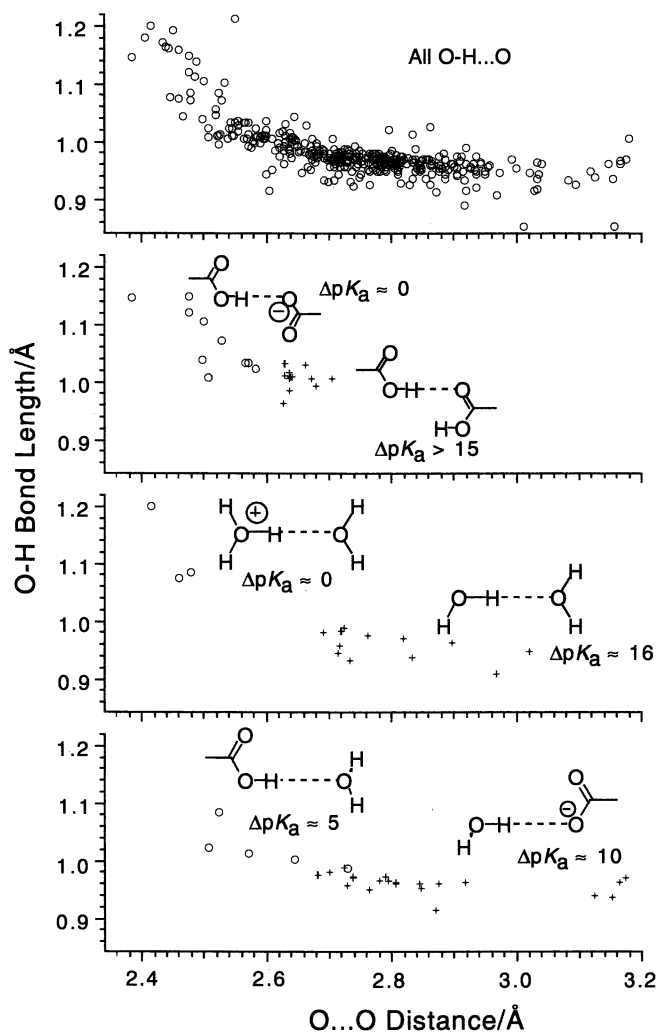 O-H Bond Length/Å
1.2
1.1
1.0
0.9
All O-H...O
1.2
1.1
1.0
0.9
O
O-H
O
⊖
O
ΔpKa ≈ 0
O
O-H
O
HO
ΔpKa > 15
1.2
1.1
1.0
0.9
H
⊕
O-H
H
H
O
H
ΔpKa ≈ 0
O-H
H
H
O
H
ΔpKa ≈ 16
1.2
1.1
1.0
0.9
O
O-H
H
O
H
ΔpKa ≈ 5
O-H
H
O
⊖
O
ΔpKa ≈ 10
2.4 2.6 2.8 3.0 3.2
O...O Distance/Å